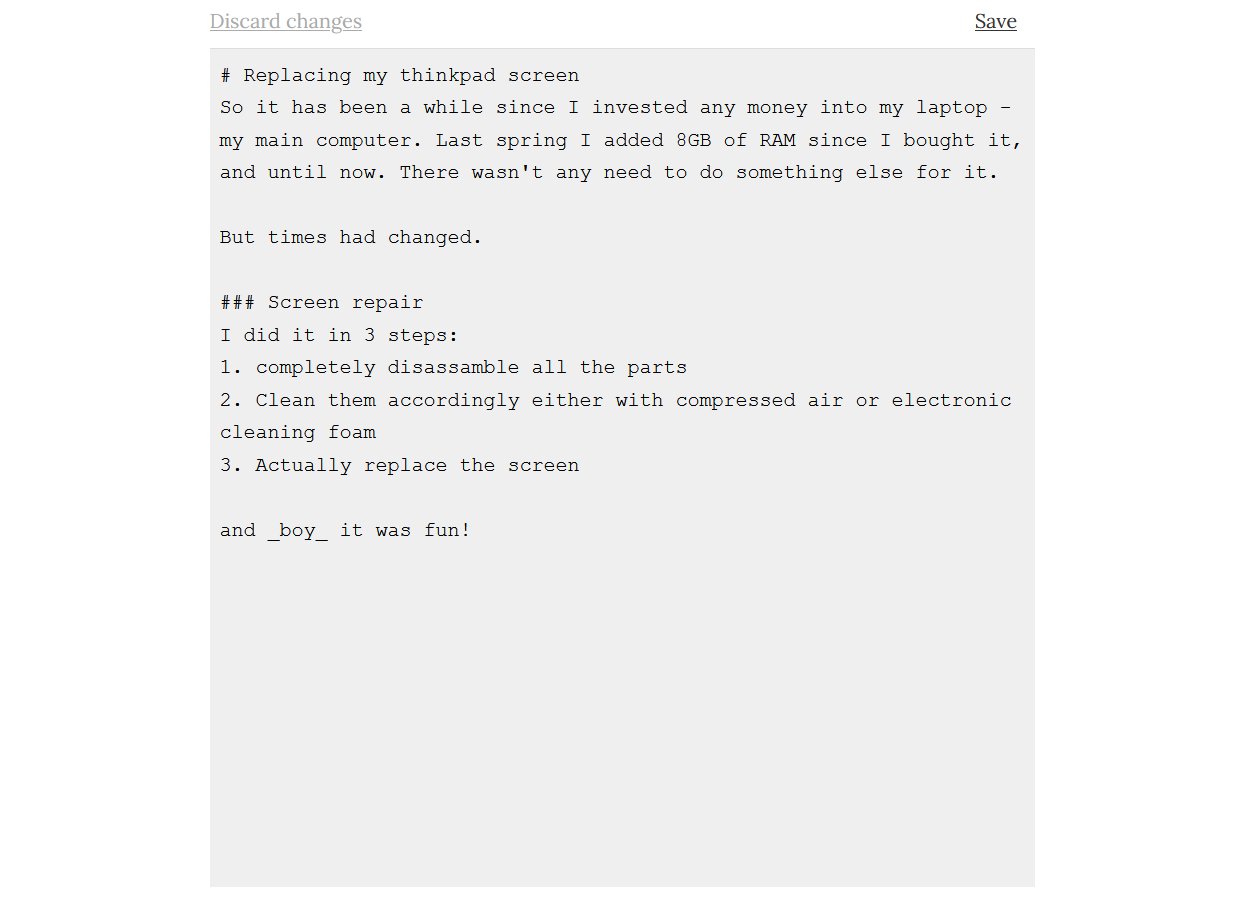 Discard changes
Save
# Replacing my thinkpad screen
So it has been a while since I invested any money into my laptop -
my main computer. Last spring I added 8GB of RAM since I bought it,
and until now. There wasn't any need to do something else for it.
But times had changed.
### Screen repair
I did it in 3 steps:
1. completely disassamble all the parts
2. Clean them accordingly either with compressed air or electronic
cleaning foam
3. Actually replace the screen
and _boy_ it was fun!